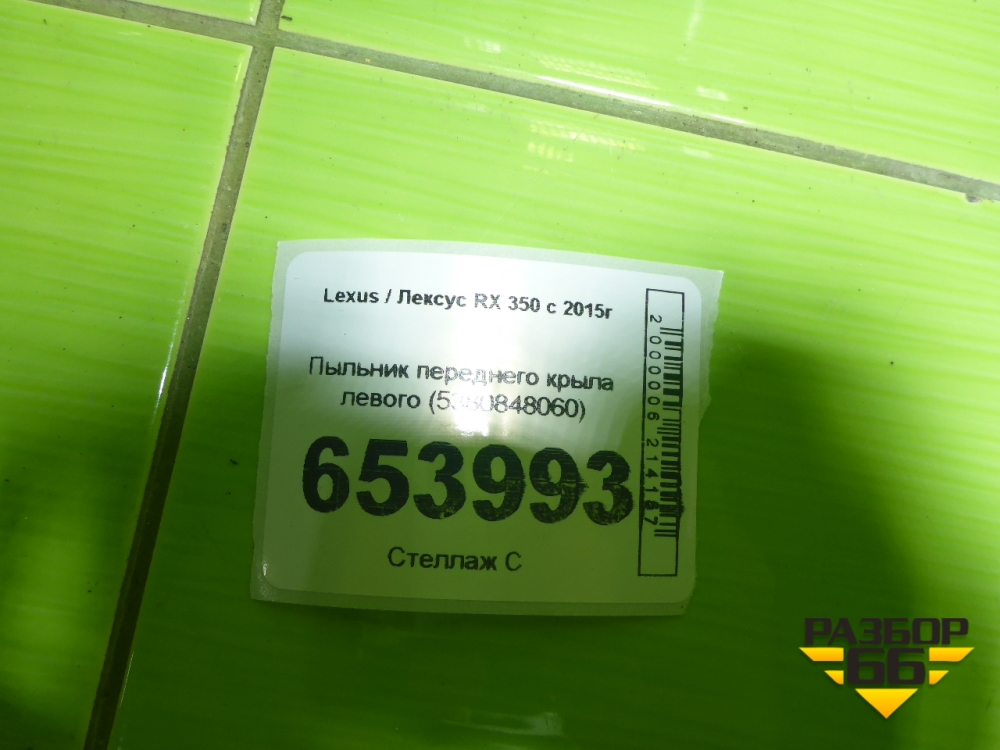 Lexus / Лексус RX 350 с 2015г
Пыльник переднего крыла
левого
653993
Стеллаж С
2 000006 214187
РАЗБОР
66